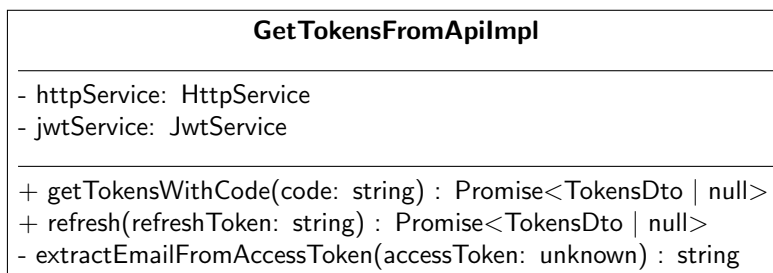 GetTokensFromApiImpl
- httpService: HttpService
- jwtService: JwtService
+ getTokensWithCode(code: string) : Promise<TokensDto | null>
+ refresh(refreshToken: string) : Promise<TokensDto | null>
- extractEmailFromAccessToken(accessToken: unknown) : string